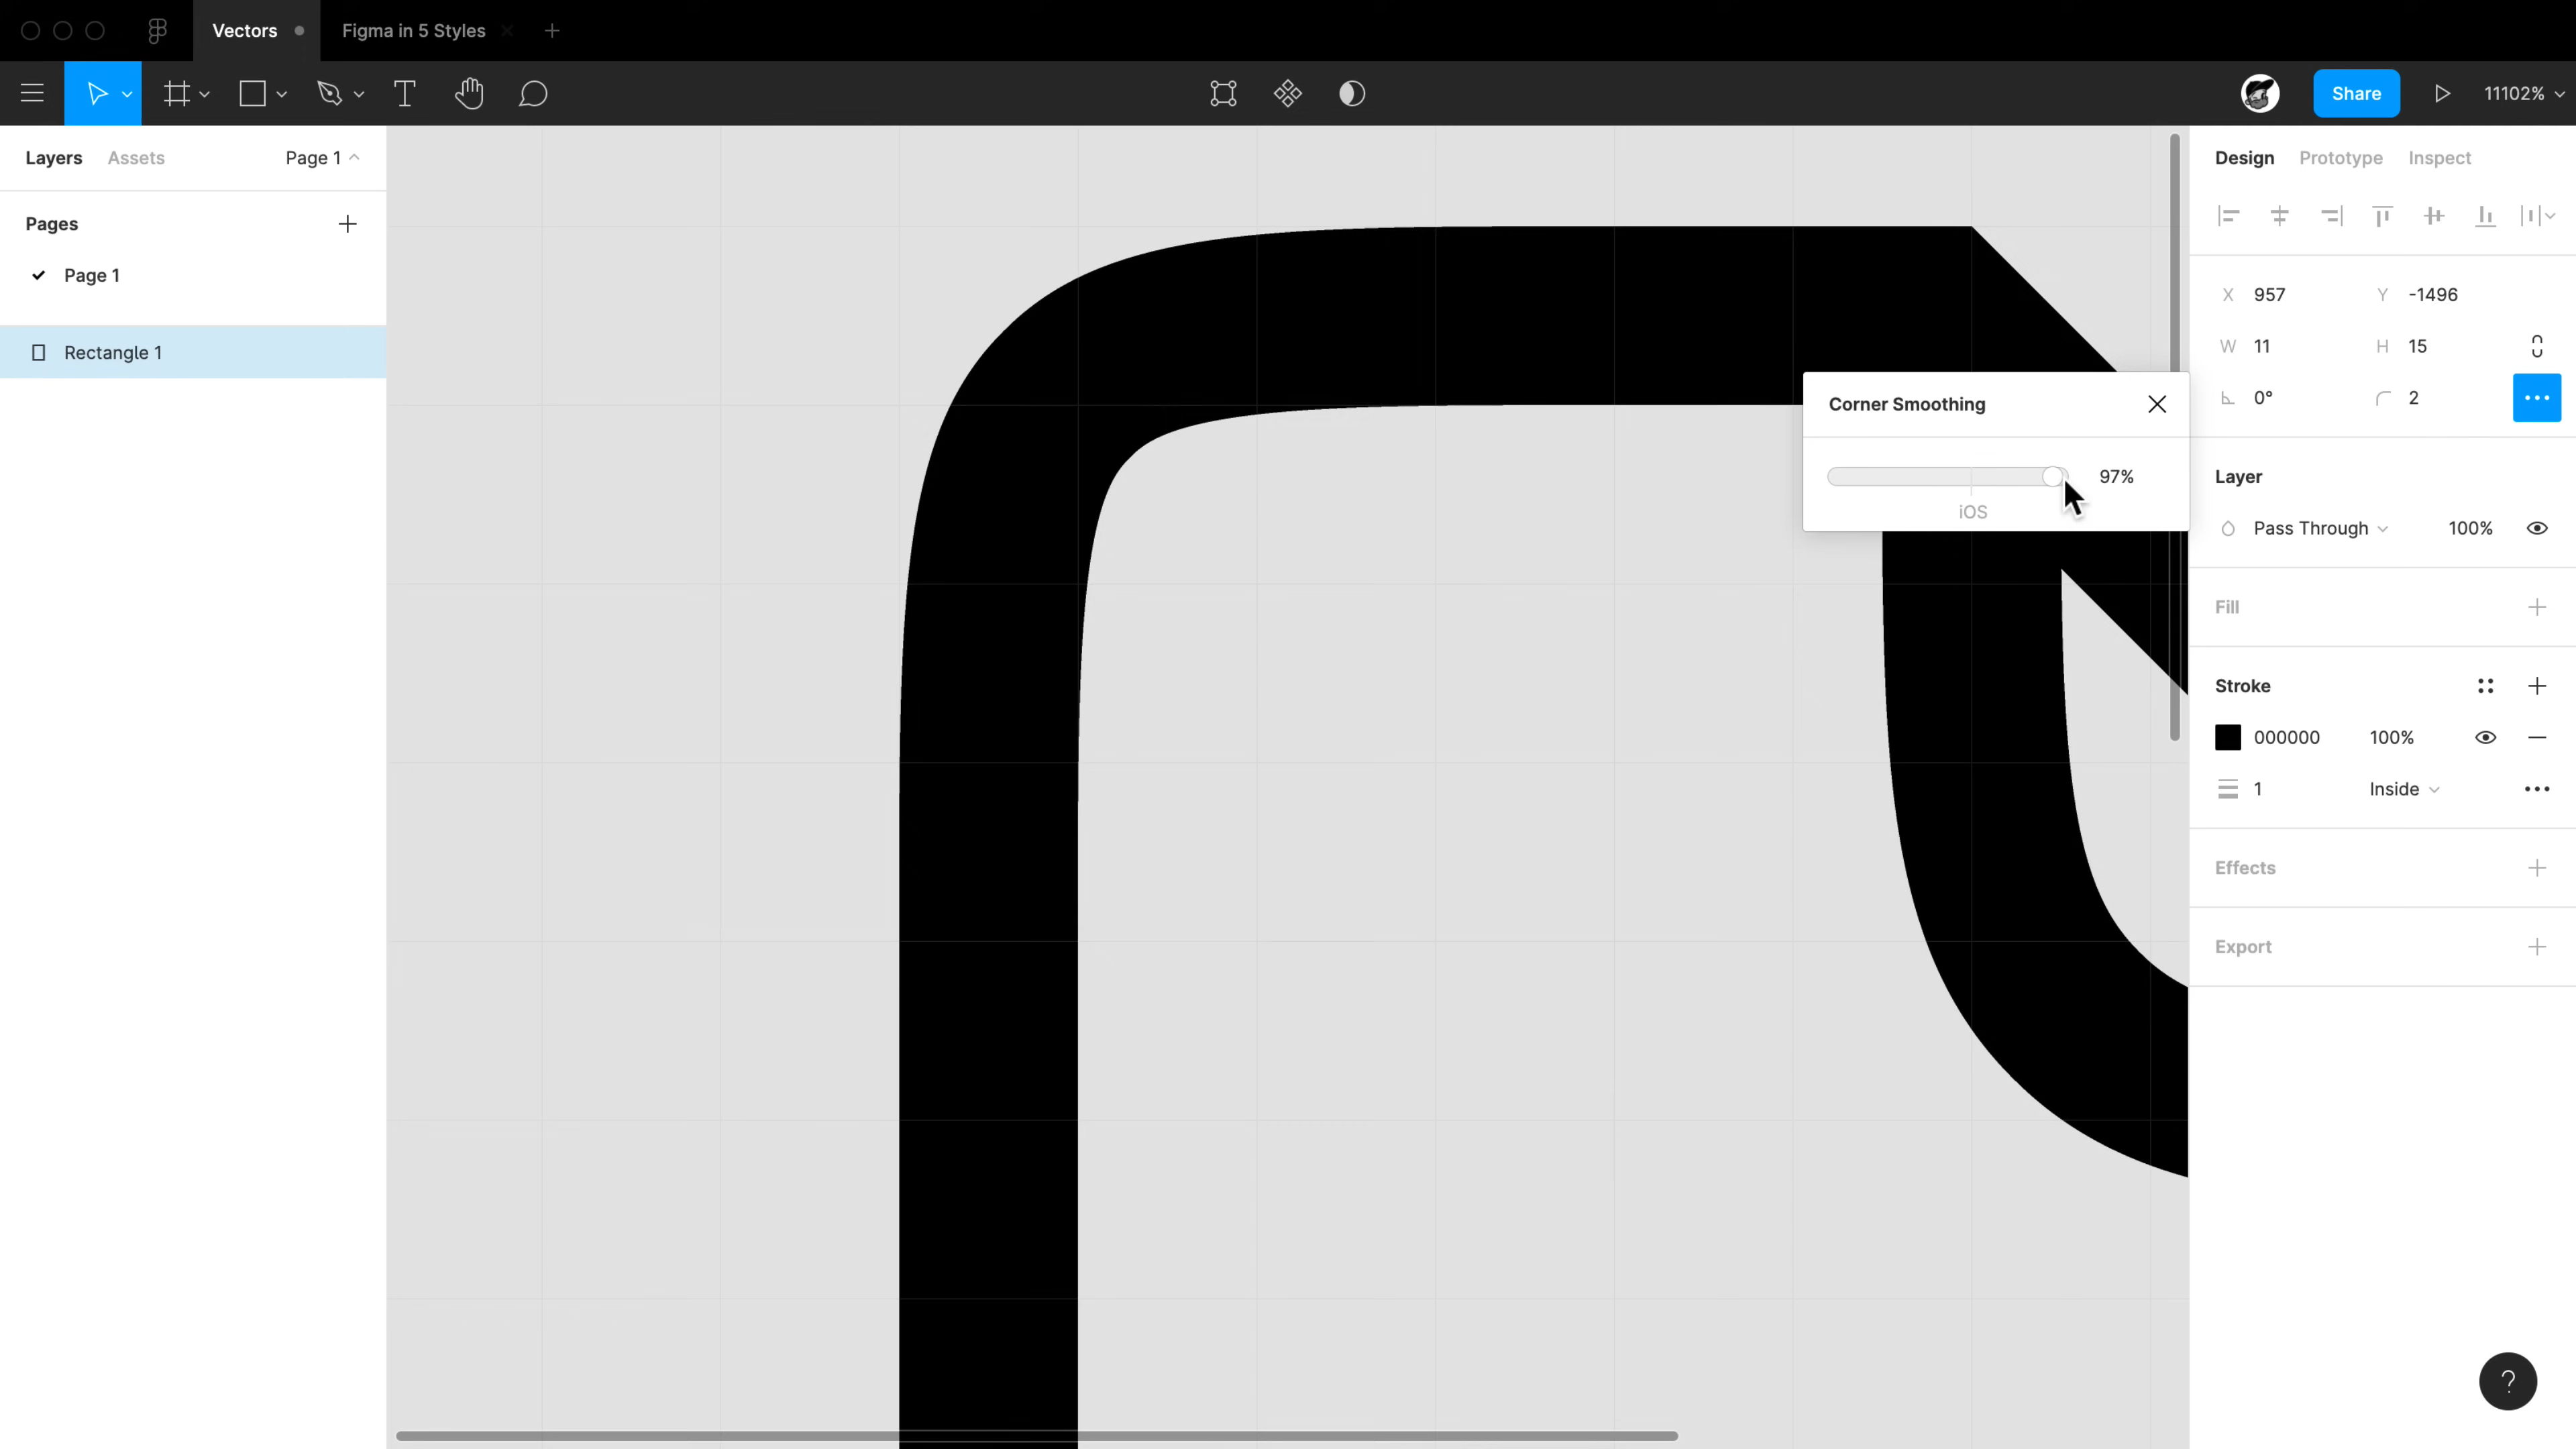 Vectors
Figma in 5 Styles
Share
11102%
Layers Assets Page 1
Pages
Page 1
Rectangle 1
Design Prototype Inspect
X 957 Y -1496
W 11 H 15
0° 2
Corner Smoothing
97%
iOS
Layer
Pass Through 100%
Fill
Stroke
000000 100%
1 Inside
Effects
Export
?